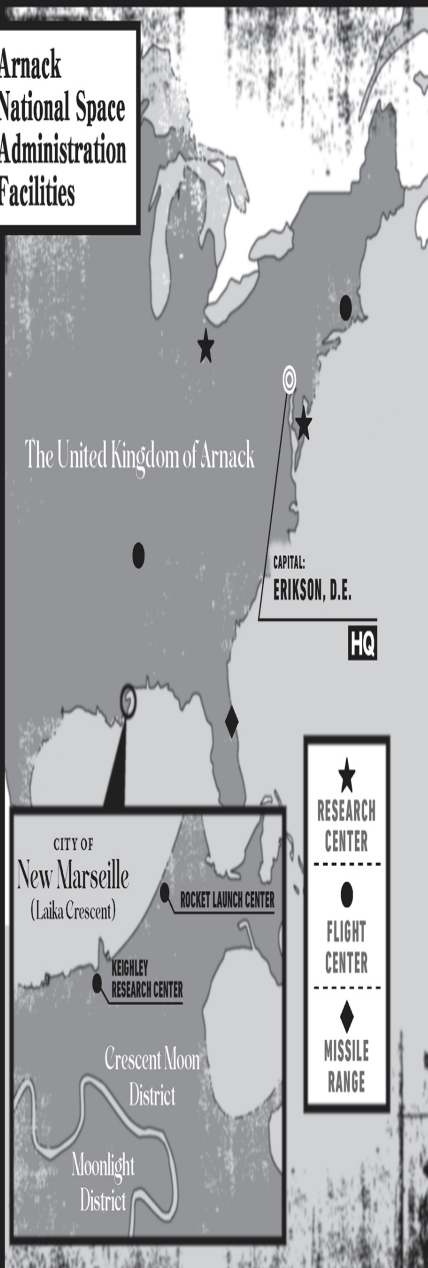 Arnack
National Space
Administration
Facilities
The United Kingdom of Arnack
CAPITAL:
ERIKSON, D.E.
HQ
RESEARCH
CENTER
FLIGHT
CENTER
MISSILE
RANGE
CITY OF
New Marseille
(Laika Crescent)
ROCKET LAUNCH CENTER
KEIGHLEY
RESEARCH CENTER
Crescent Moon
District
Moonlight
District